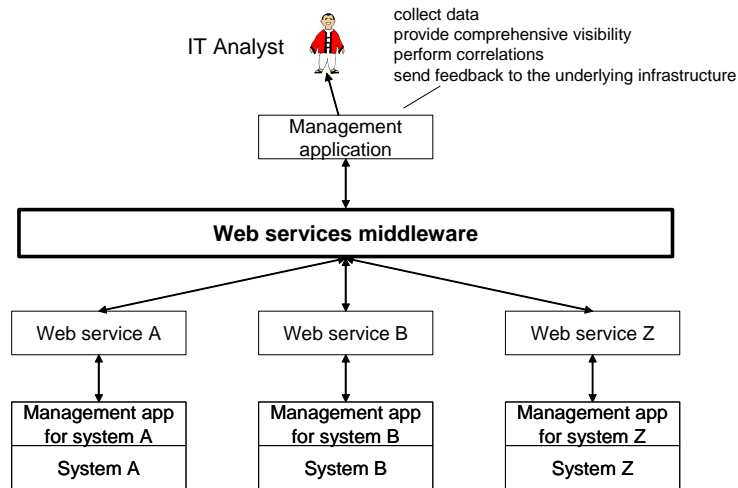 collect data
provide comprehensive visibility
perform correlations
send feedback to the underlying infrastructure
IT Analyst
Management
application
Web services middleware
Web service A
Web service B
Web service Z
Management app
for system A
System A
Management app
for system B
System B
Management app
for system Z
System Z